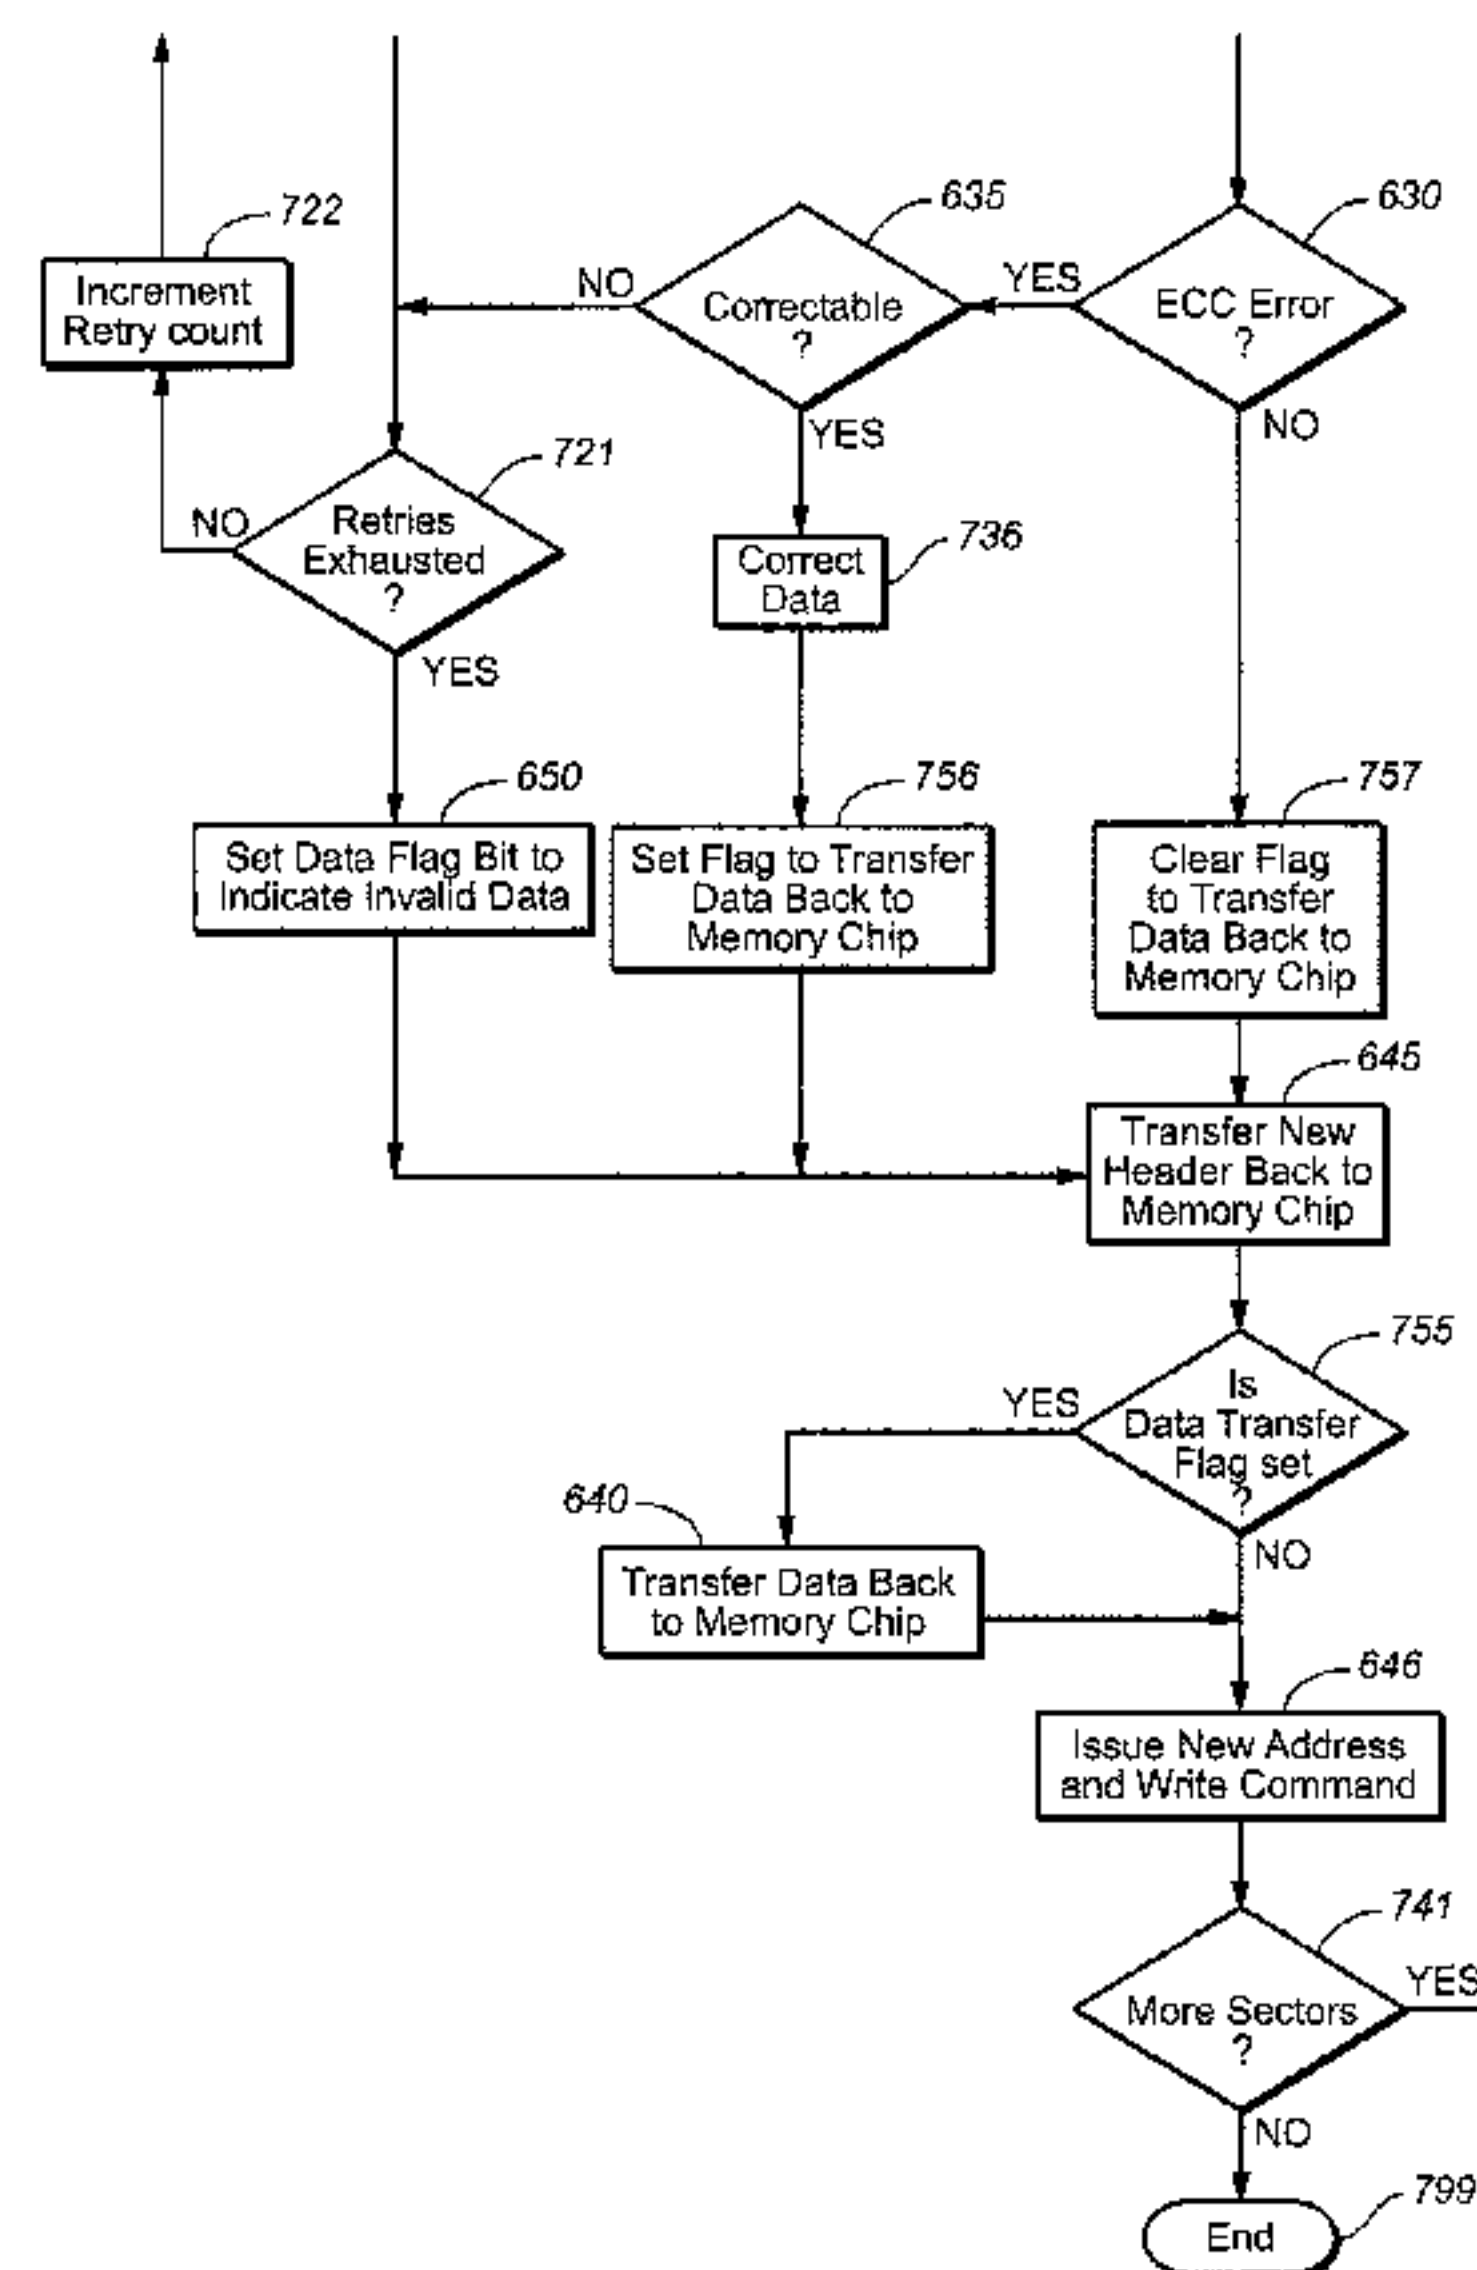 722
Increment
Retry count
635
630
NO
Correctable
?
YES
ECC Error
?
YES
NO
721
NO
Retries
Exhausted
?
YES
736
Correct
Data
650
Set Data Flag Bit to
Indicate Invalid Data
756
Set Flag to Transfer
Data Back to
Memory Chip
757
Clear Flag
to Transfer
Data Back to
Memory Chip
645
Transfer New
Header Back to
Memory Chip
755
YES
Is
Data Transfer
Flag set
?
NO
640
Transfer Data Back
to Memory Chip
646
Issue New Address
and Write Command
741
More Sectors
?
YES
NO
End
799